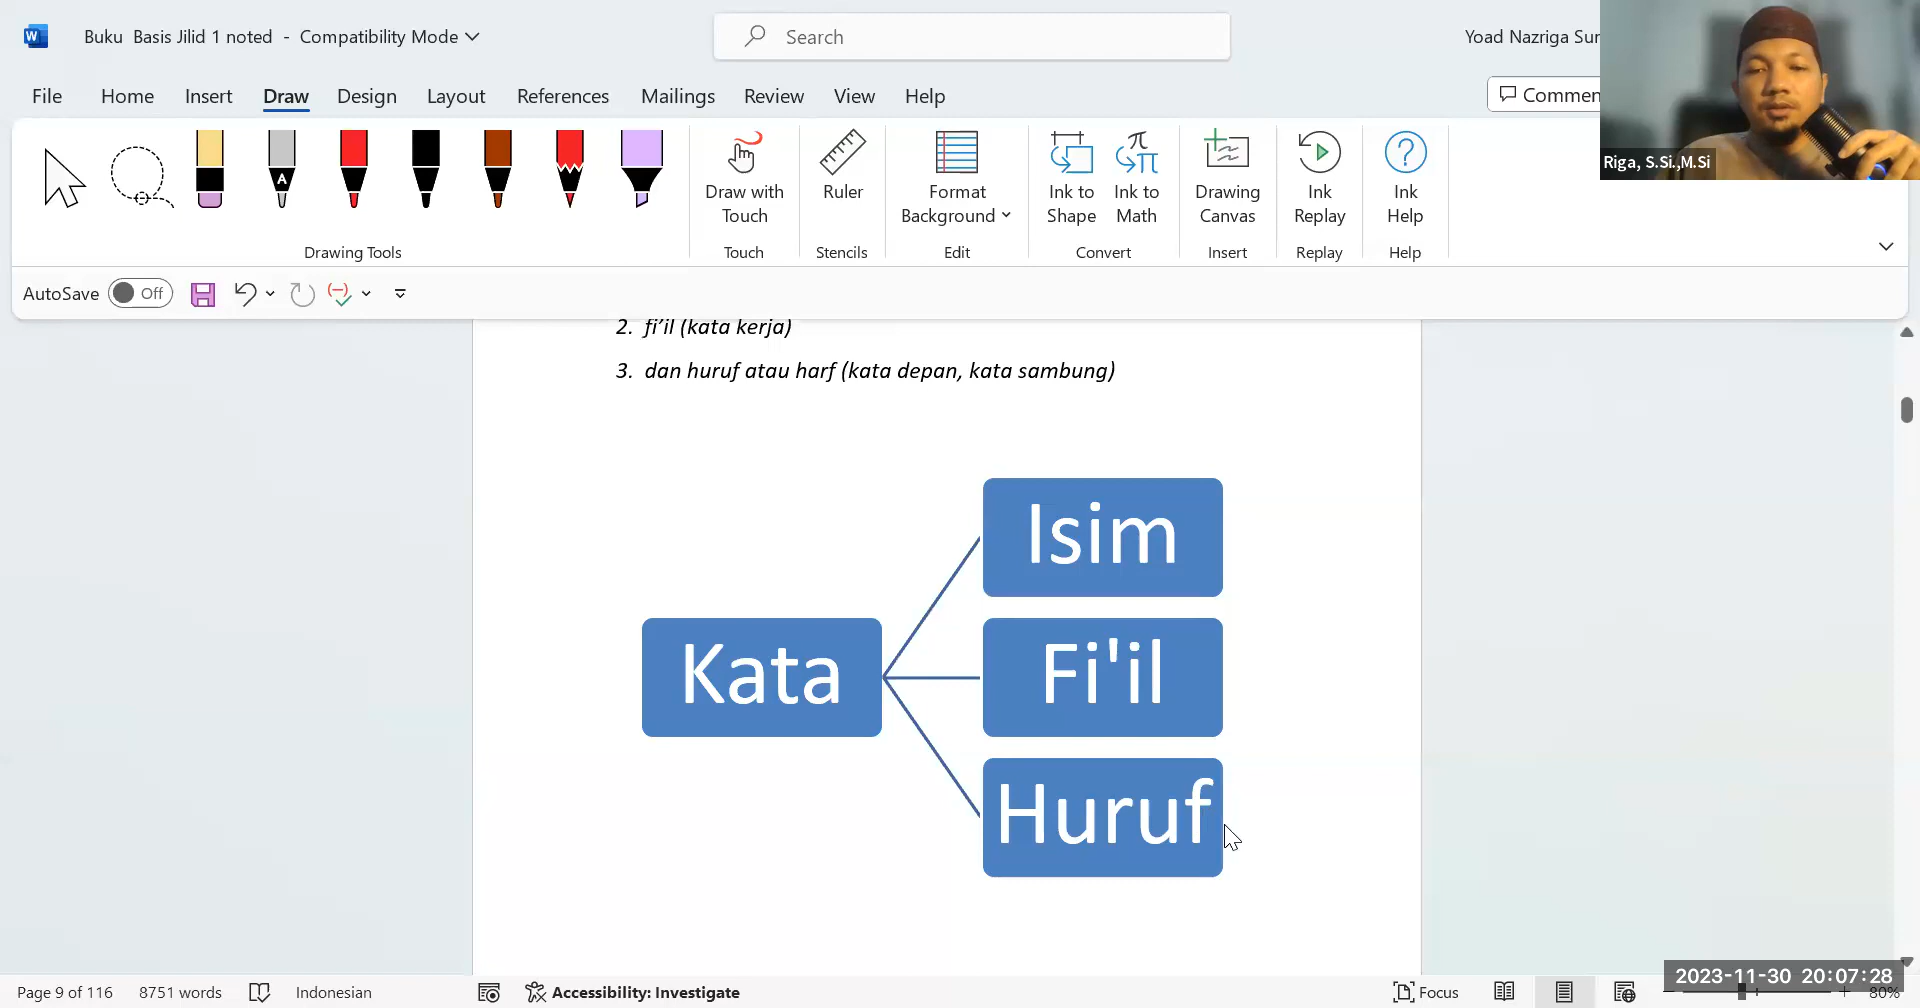 Buku Basis Jilid 1 noted - Compatibility Mode
Search
Yoad Nazriga Sur
File Home Insert Draw Design Layout References Mailings Review View Help
Commen
Riga, S.Si.,M.Si
A
Draw with Touch
Ruler
Format Background
Ink to Shape
Ink to Math
Drawing Canvas
Ink Replay
Ink Help
Drawing Tools Touch Stencils Edit Convert Insert Replay Help
AutoSave Off
2. fi'il (kata kerja)
3. dan huruf atau harf (kata depan, kata sambung)
Isim
Kata
Fi'il
Huruf
2023-11-30 20:07:28
Page 9 of 116 8751 words Indonesian Accessibility: Investigate Focus 80%